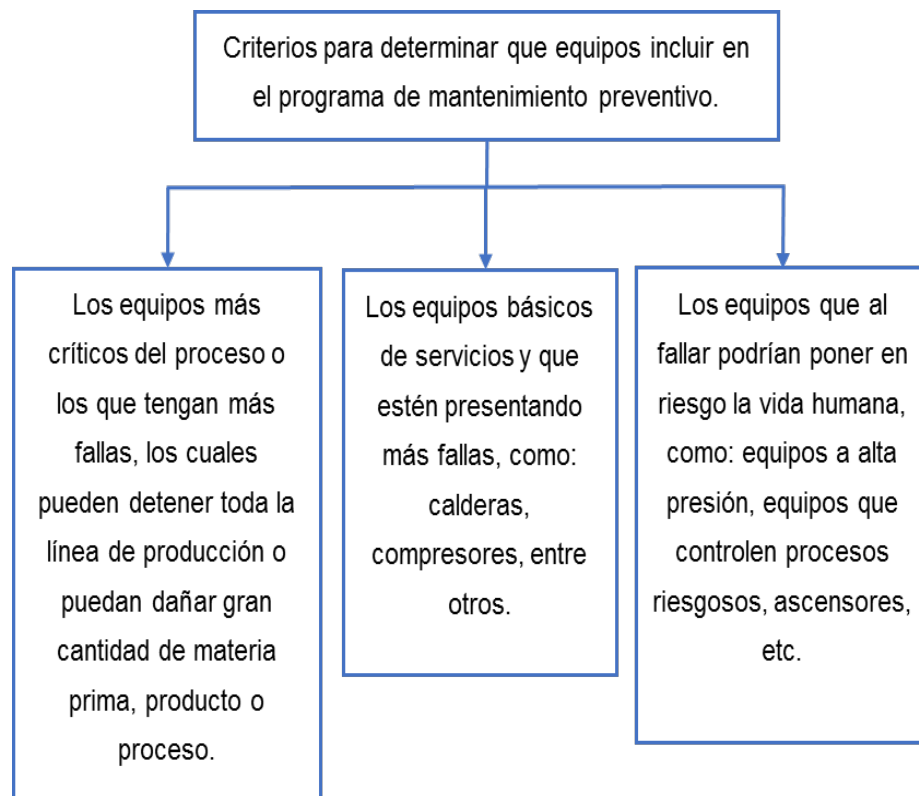 Criterios para determinar que equipos incluir en
el programa de mantenimiento preventivo.
Los equipos más
críticos del proceso o
los que tengan más
fallas, los cuales
pueden detener toda la
línea de producción o
puedan dañar gran
cantidad de materia
prima, producto o
proceso.
Los equipos básicos
de servicios y que
estén presentando
más fallas, como:
calderas,
compresores, entre
otros.
Los equipos que al
fallar podrían poner en
riesgo la vida humana,
como: equipos a alta
presión, equipos que
controlen procesos
riesgosos, ascensores,
etc.